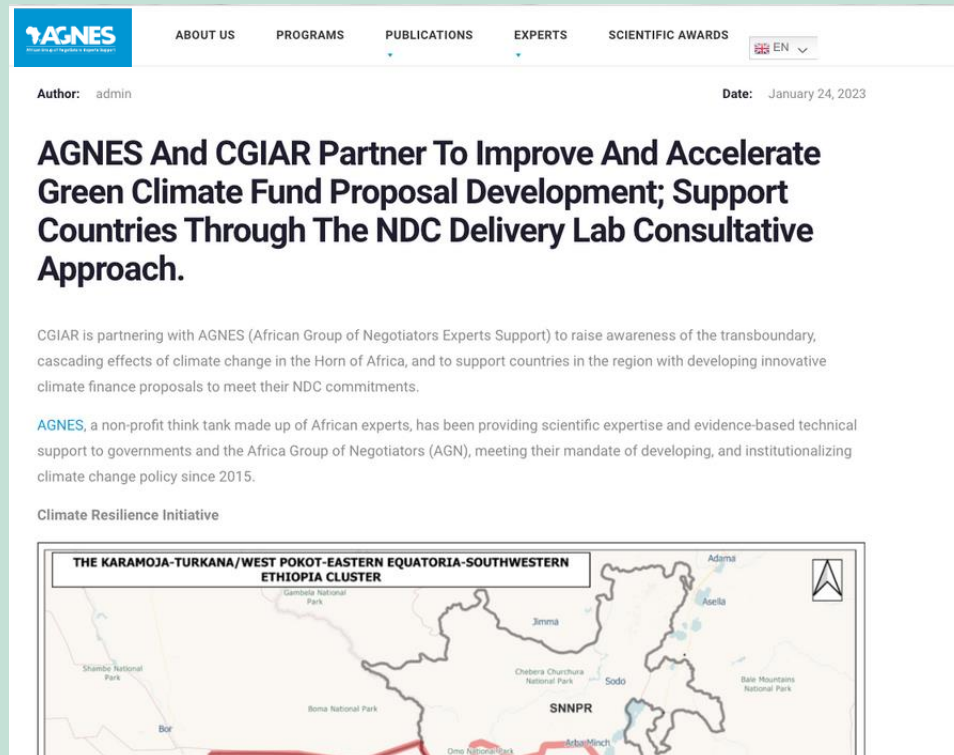 AGNES
African Group of Negotiators Experts Support
ABOUT US
PROGRAMS
PUBLICATIONS
EXPERTS
SCIENTIFIC AWARDS
EN
Author: admin
Date: January 24, 2023
AGNES And CGIAR Partner To Improve And Accelerate
Green Climate Fund Proposal Development; Support
Countries Through The NDC Delivery Lab Consultative
Approach.
CGIAR is partnering with AGNES (African Group of Negotiators Experts Support) to raise awareness of the transboundary,
cascading effects of climate change in the Horn of Africa, and to support countries in the region with developing innovative
climate finance proposals to meet their NDC commitments.
AGNES, a non-profit think tank made up of African experts, has been providing scientific expertise and evidence-based technical
support to governments and the Africa Group of Negotiators (AGN), meeting their mandate of developing, and institutionalizing
climate change policy since 2015.
Climate Resilience Initiative
THE KARAMOJA-TURKANA/WEST POKOT-EASTERN EQUATORIA-SOUTHWESTERN
ETHIOPIA CLUSTER
Adama
Gambela National
Park
Asella
Jimma
Shambe National
Park
Chebera Churchura
National Park
Sodo
Bale Mountains
National Park
Boma National Park
SNNPR
Bor
Arba Minch
Omo National Park